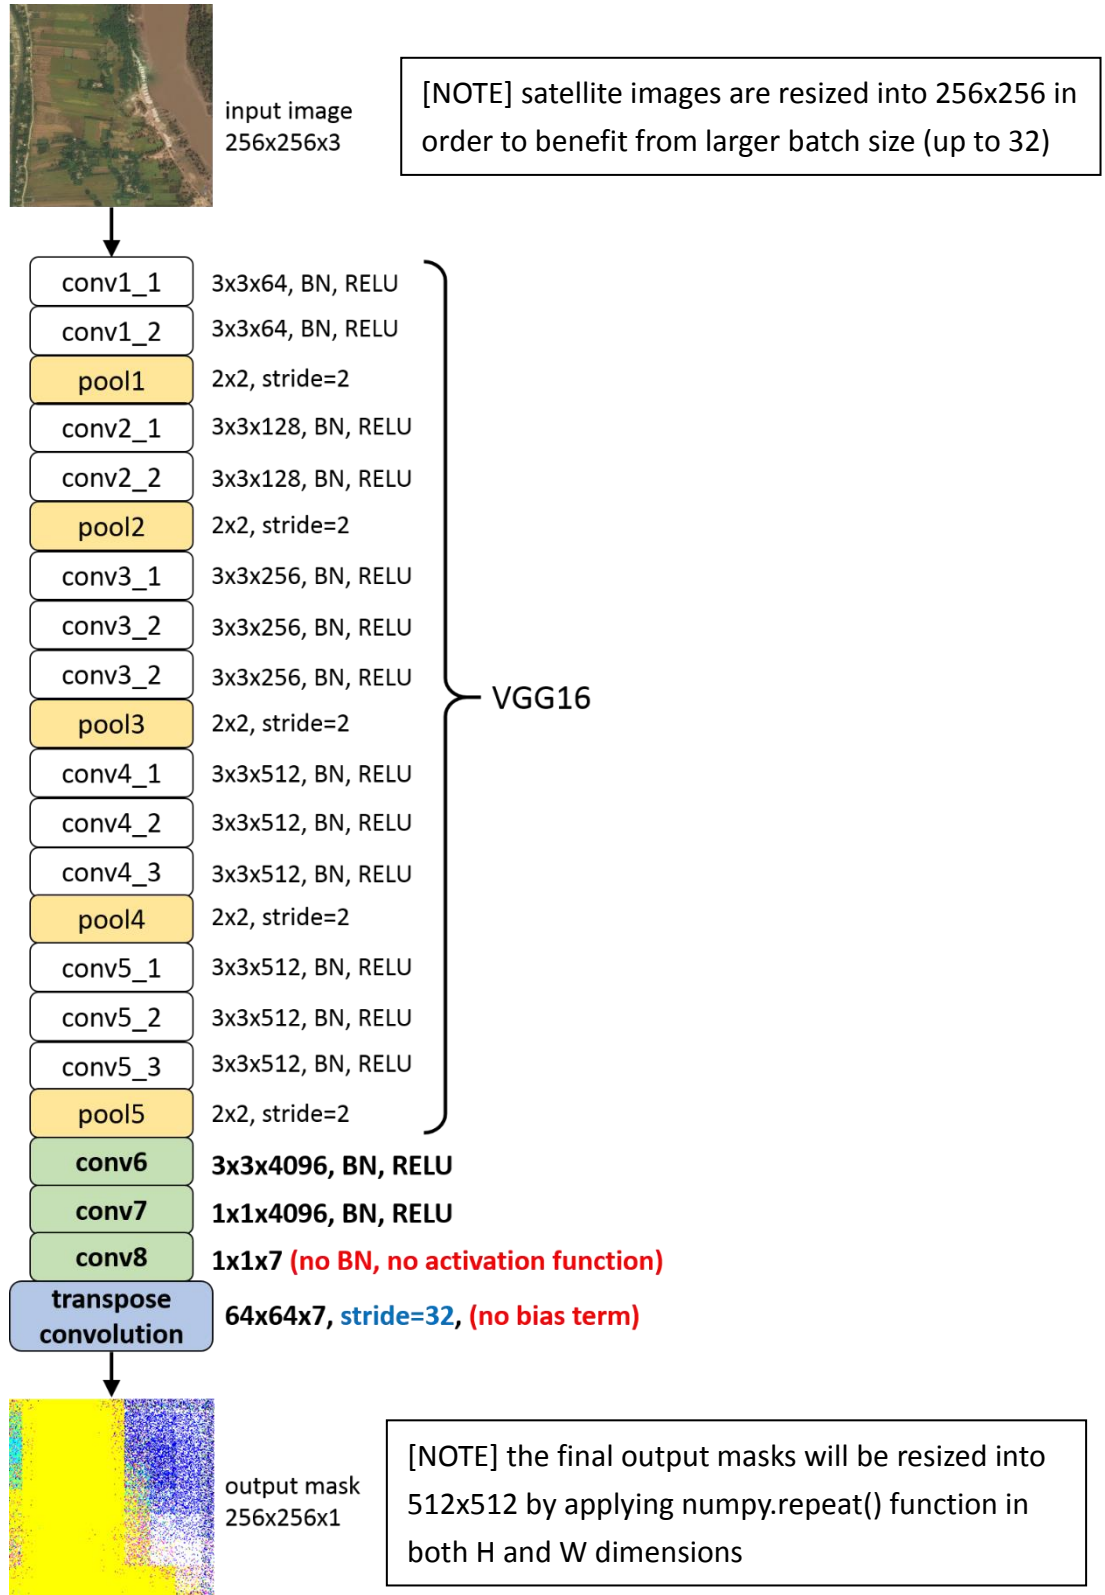 input image
256x256x3
[NOTE] satellite images are resized into 256x256 in
order to benefit from larger batch size (up to 32)
conv1_1 3x3x64, BN, RELU
conv1_2 3x3x64, BN, RELU
pool1 2x2, stride=2
conv2_1 3x3x128, BN, RELU
conv2_2 3x3x128, BN, RELU
pool2 2x2, stride=2
conv3_1 3x3x256, BN, RELU
conv3_2 3x3x256, BN, RELU
conv3_2 3x3x256, BN, RELU
VGG16
pool3 2x2, stride=2
conv4_1 3x3x512, BN, RELU
conv4_2 3x3x512, BN, RELU
conv4_3 3x3x512, BN, RELU
pool4 2x2, stride=2
conv5_1 3x3x512, BN, RELU
conv5_2 3x3x512, BN, RELU
conv5_3 3x3x512, BN, RELU
pool5 2x2, stride=2
conv6 3x3x4096, BN, RELU
conv7 1x1x4096, BN, RELU
conv8 1x1x7 (no BN, no activation function)
transpose
convolution
64x64x7, stride=32, (no bias term)
output mask
256x256x1
[NOTE] the final output masks will be resized into
512x512 by applying numpy.repeat() function in
both H and W dimensions